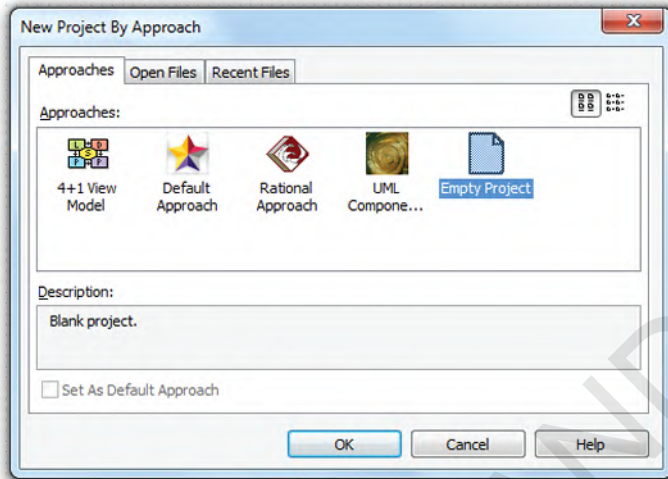 New Project By Approach
Approaches
Open Files
Recent Files
Approaches:
4+1 View
Model
Default
Approach
Rational
Approach
UML
Compone...
Empty Project
Description:
Blank project.
Set As Default Approach
OK
Cancel
Help